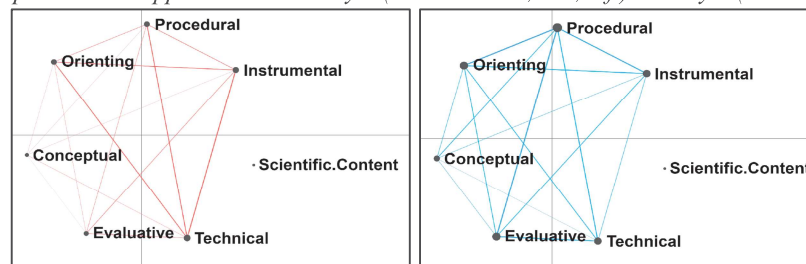 Procedural
Orienting
Instrumental
Conceptual
Scientific.Content
Evaluative
Technical
Procedural
Orienting
Instrumental
Conceptual
Scientific.Content
Evaluative
Technical